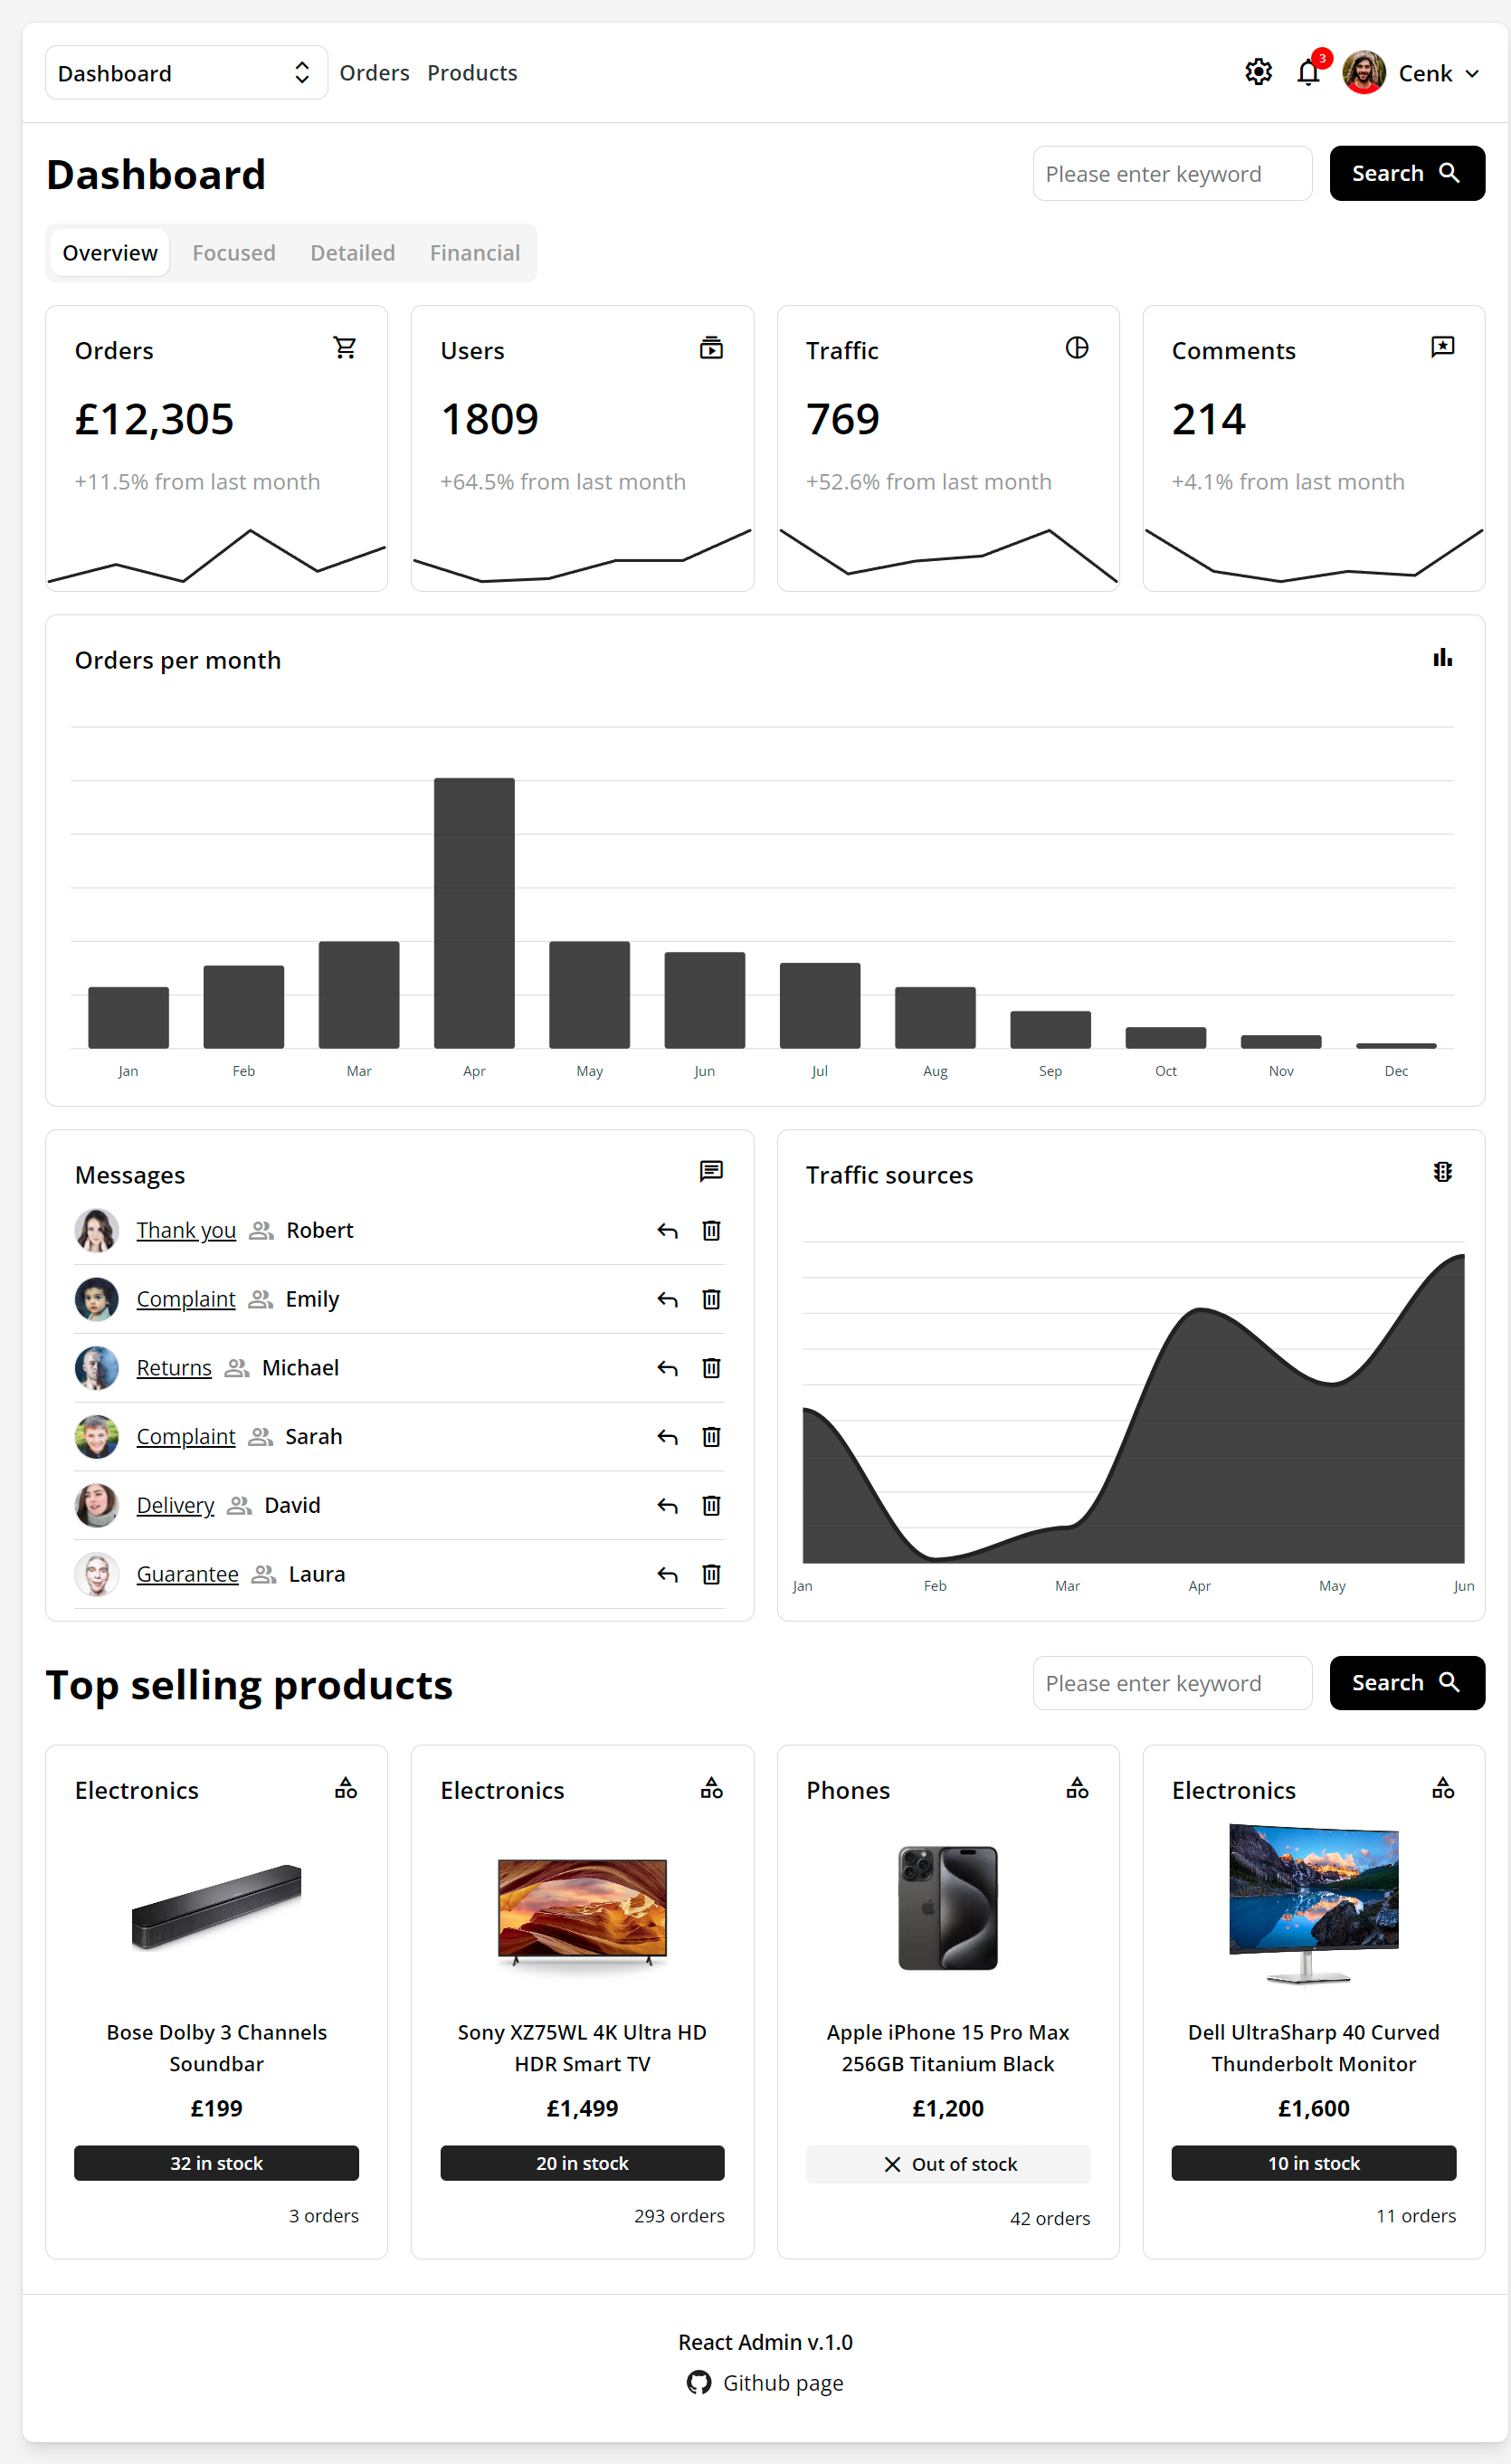 Dashboard
Orders
Products
3
Cenk
Dashboard
Please enter keyword
Search
Overview
Focused
Detailed
Financial
Orders
£12,305
+11.5% from last month
Users
1809
+64.5% from last month
Traffic
769
+52.6% from last month
Comments
214
+4.1% from last month
Orders per month
Jan
Feb
Mar
Apr
May
Jun
Jul
Aug
Sep
Oct
Nov
Dec
Messages
Thank you Robert
Complaint Emily
Returns Michael
Complaint Sarah
Delivery David
Guarantee Laura
Traffic sources
Jan
Feb
Mar
Apr
May
Jun
Top selling products
Please enter keyword
Search
Electronics
Bose Dolby 3 Channels
Soundbar
£199
32 in stock
3 orders
Electronics
Sony XZ75WL 4K Ultra HD
HDR Smart TV
£1,499
20 in stock
293 orders
Phones
Apple iPhone 15 Pro Max
256GB Titanium Black
£1,200
Out of stock
42 orders
Electronics
Dell UltraSharp 40 Curved
Thunderbolt Monitor
£1,600
10 in stock
11 orders
React Admin v.1.0
Github page